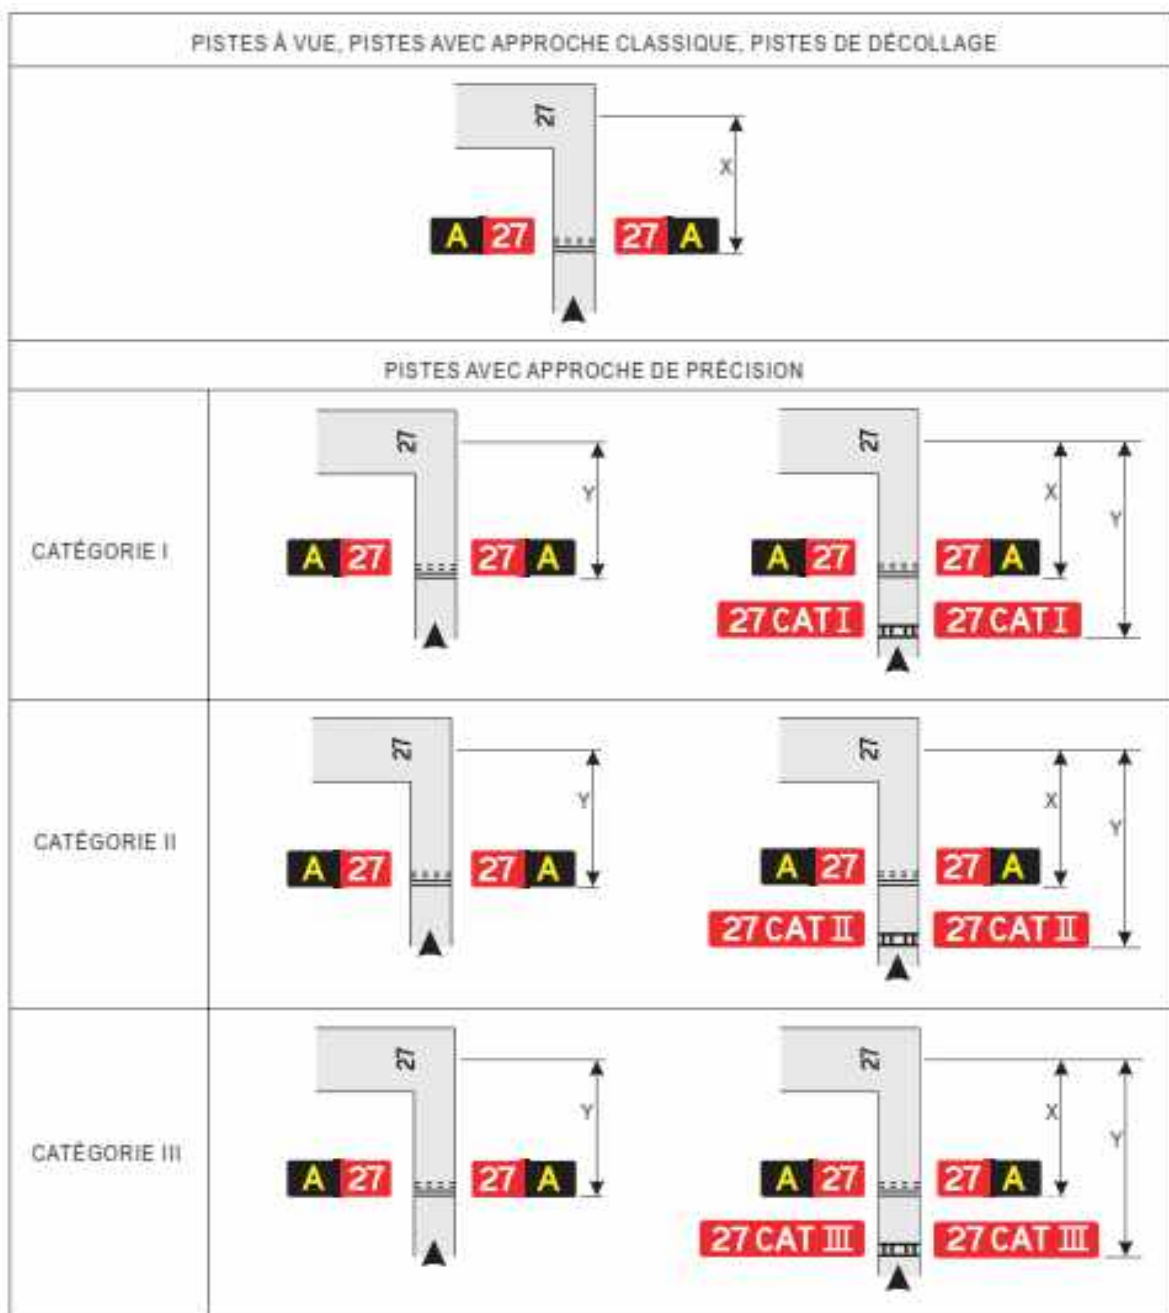 PISTES À VUE, PISTES AVEC APPROCHE CLASSIQUE, PISTES DE DÉCOLLAGE
27
X
A 27 27 A
PISTES AVEC APPROCHE DE PRÉCISION
CATÉGORIE I
27
Y
A 27 27 A
27
X
Y
A 27 27 A
27 CAT I 27 CAT I
CATÉGORIE II
27
Y
A 27 27 A
27
X
Y
A 27 27 A
27 CAT II 27 CAT II
CATÉGORIE III
27
Y
A 27 27 A
27
X
Y
A 27 27 A
27 CAT III 27 CAT III